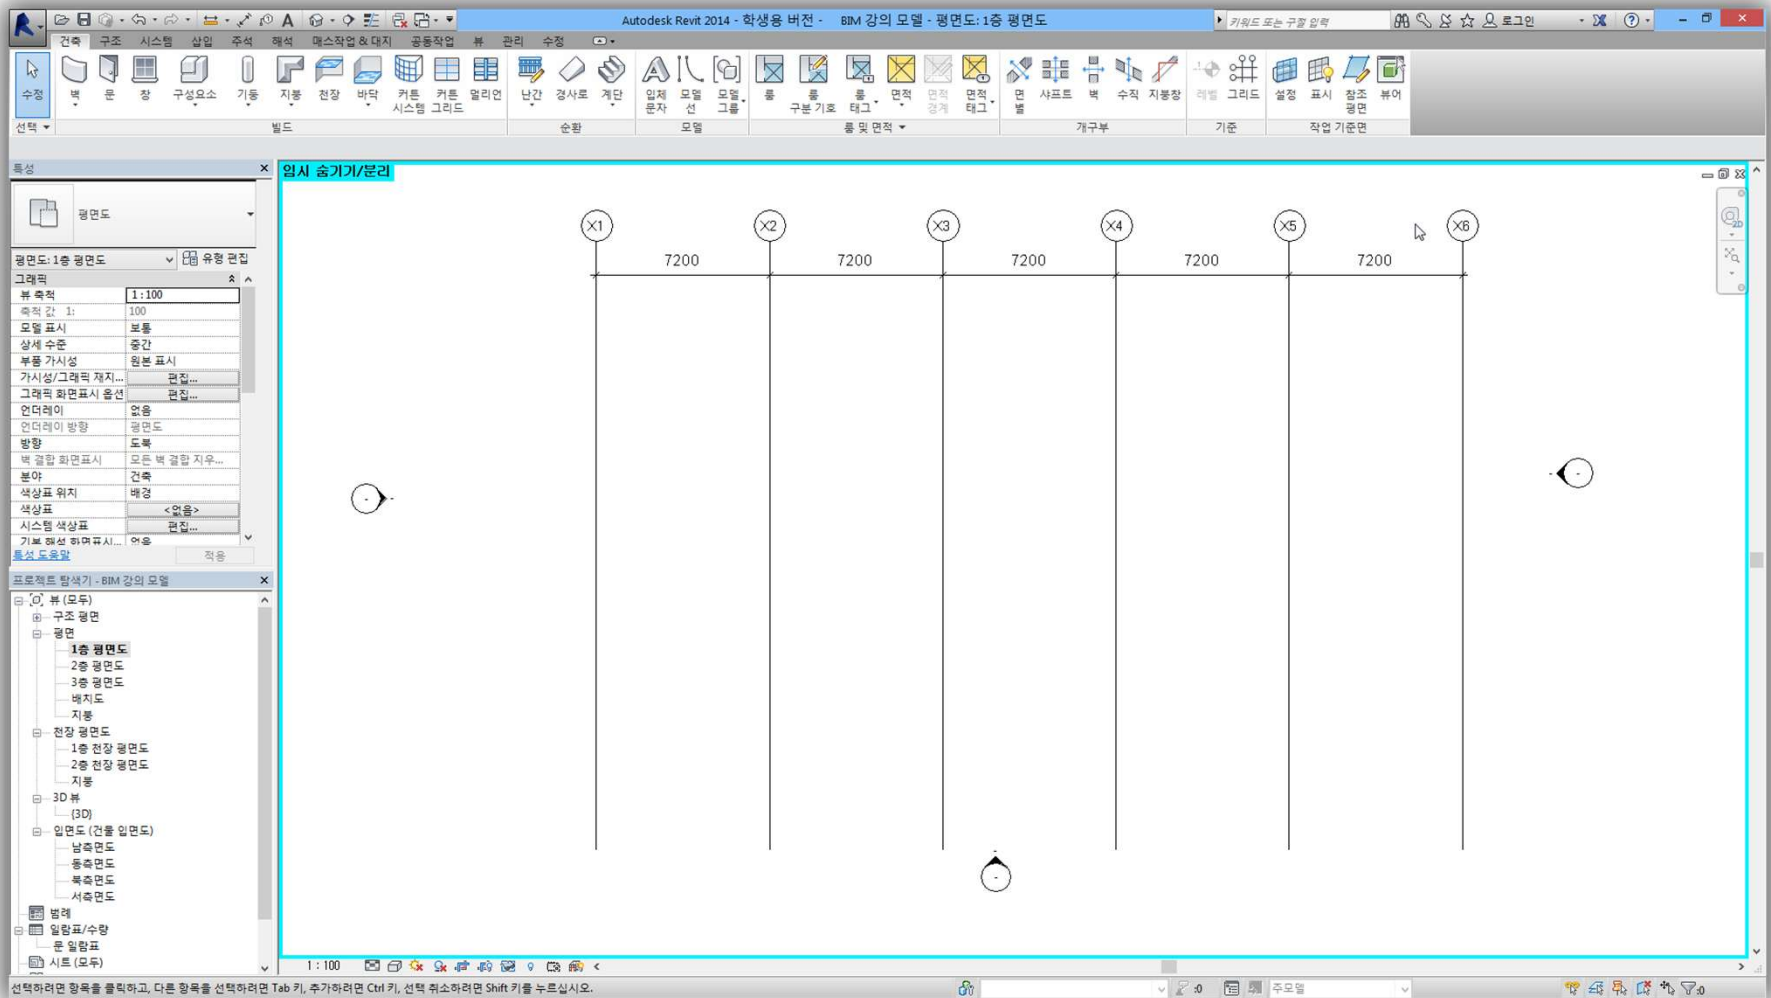 Autodesk Revit 2014 - 학생용 버전 - BIM 강의 모델 - 평면도: 1층 평면도
키워드 또는 구절 입력
로그인
건축 구조 시스템 삽입 주석 해석 매스작업 & 대지 공동작업 뷰 관리 수정
수정 벽 문 창 구성요소 기둥 지붕 천장 바닥 커튼 시스템 커튼 그리드 멀리언 난간 경사로 계단 입체 문자 모델 선 모델 그룹 룸 룸 구분 기호 룸 태그 면적 면적 경계 면적 태그 면 별 샤프트 벽 수직 지붕창 레벨 그리드 설정 표시 참조 평면 뷰어
선택 빌드 순환 모델 룸 및 면적 개구부 기준 작업 기준면
특성
평면도
평면도: 1층 평면도 유형 편집
그래픽
뷰 축척 1 : 100
축척 값 1: 100
모델 표시 보통
상세 수준 중간
부품 가시성 원본 표시
가시성/그래픽 재지... 편집...
그래픽 화면표시 옵션 편집...
언더레이 없음
언더레이 방향 평면도
방향 도북
벽 결합 화면표시 모든 벽 결합 지우...
분야 건축
색상표 위치 배경
색상표 <없음>
시스템 색상표 편집...
기본 해석 화면표시... 없음
특성 도움말 적용
프로젝트 탐색기 - BIM 강의 모델
뷰 (모두)
구조 평면
평면
1층 평면도
2층 평면도
3층 평면도
배치도
지붕
천장 평면도
1층 천장 평면도
2층 천장 평면도
지붕
3D 뷰
{3D}
입면도 (건물 입면도)
남측면도
동측면도
북측면도
서측면도
범례
일람표/수량
문 일람표
시트 (모두)
임시 숨기기/분리
X1 X2 X3 X4 X5 X6
7200 7200 7200 7200 7200
1 : 100
선택하려면 항목을 클릭하고, 다른 항목을 선택하려면 Tab 키, 추가하려면 Ctrl 키, 선택 취소하려면 Shift 키를 누르십시오.
:0
주모델
:0